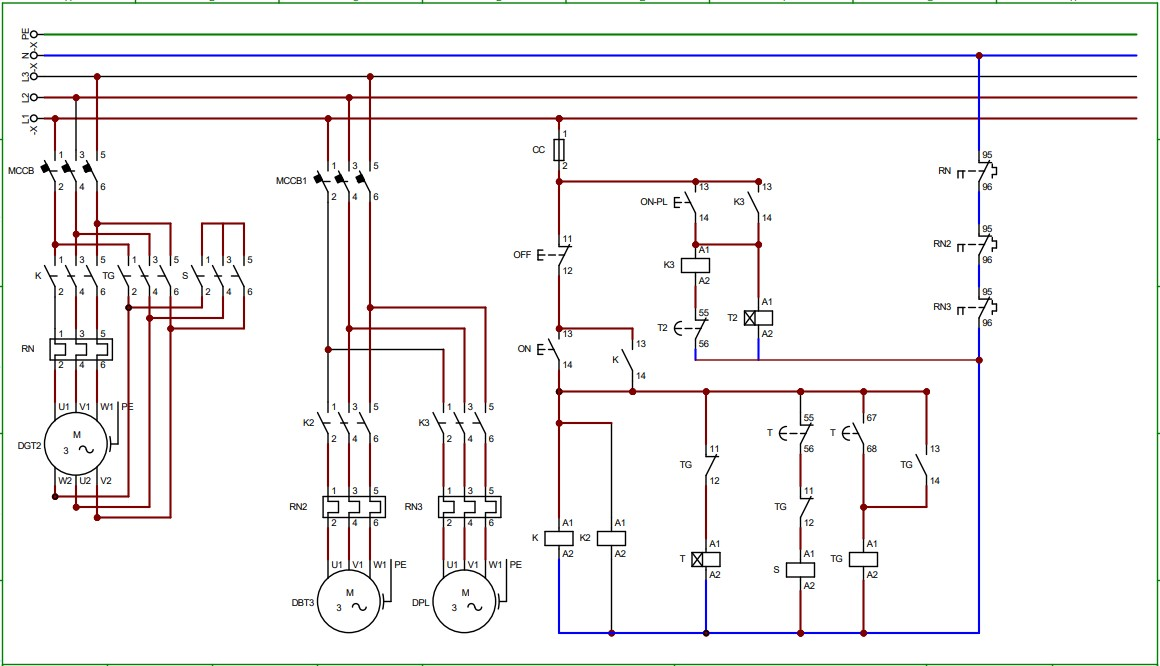 PE
-X
N
-X
L3
L2
L1
-X
MCCB
1 3 5
2 4 6
K
1 3 5
2 4 6
TG
1 3 5
2 4 6
S
1 3 5
2 4 6
RN
1 3 5
2 4 6
U1 V1 W1 PE
M
3
DGT2
W2 U2 V2
MCCB1
1 3 5
2 4 6
K2
1 3 5
2 4 6
K3
1 3 5
2 4 6
RN2
1 3 5
2 4 6
RN3
1 3 5
2 4 6
U1 V1 W1 PE
M
3
DBT3
U1 V1 W1 PE
M
3
DPL
CC
1
2
OFF
11
12
ON
13
14
K
13
14
ON-PL
13
14
K3
13
14
K3
A1
A2
T2
55
56
T2
A1
A2
RN
95
96
RN2
95
96
RN3
95
96
K
A1
A2
K2
A1
A2
TG
11
12
T
A1
A2
T
55
56
TG
11
12
S
A1
A2
T
67
68
TG
13
14
TG
A1
A2